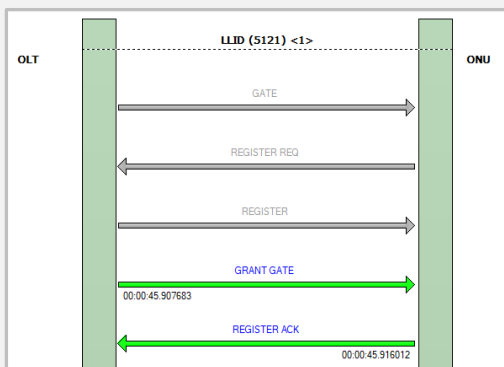 LLID (5121) <1>
OLT
ONU
GATE
REGISTER REQ
REGISTER
GRANT GATE
00:00:45.907683
REGISTER ACK
00:00:45.916012